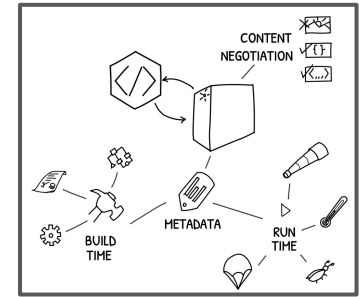 CONTENT
NEGOTIATION
</>
{}
<,,,>
METADATA
BUILD
TIME
RUN
TIME